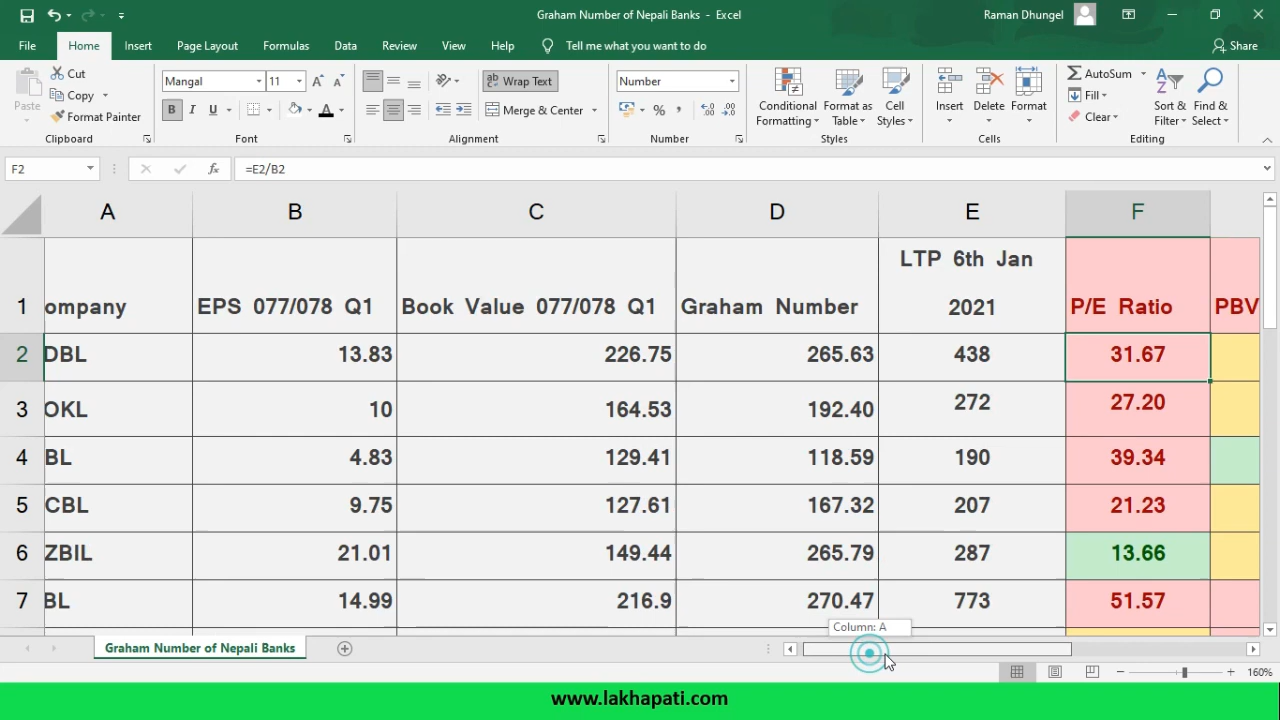 Graham Number of Nepali Banks - Excel
Raman Dhungel
File Home Insert Page Layout Formulas Data Review View Help Tell me what you want to do Share
Paste
Cut
Copy
Format Painter
Clipboard
Mangal 11 A A
B I U A
Font
Wrap Text
Merge & Center
Alignment
Number
% ,
Number
Conditional Formatting
Format as Table
Cell Styles
Styles
Insert Delete Format
Cells
AutoSum
Fill
Clear
Sort & Filter
Find & Select
Editing
F2 fx =E2/B2
A B C D E F
1 ompany EPS 077/078 Q1 Book Value 077/078 Q1 Graham Number LTP 6th Jan 2021 P/E Ratio PBV
2 DBL 13.83 226.75 265.63 438 31.67
3 OKL 10 164.53 192.40 272 27.20
4 BL 4.83 129.41 118.59 190 39.34
5 CBL 9.75 127.61 167.32 207 21.23
6 ZBIL 21.01 149.44 265.79 287 13.66
7 BL 14.99 216.9 270.47 773 51.57
Column: A
Graham Number of Nepali Banks
160%
www.lakhapati.com